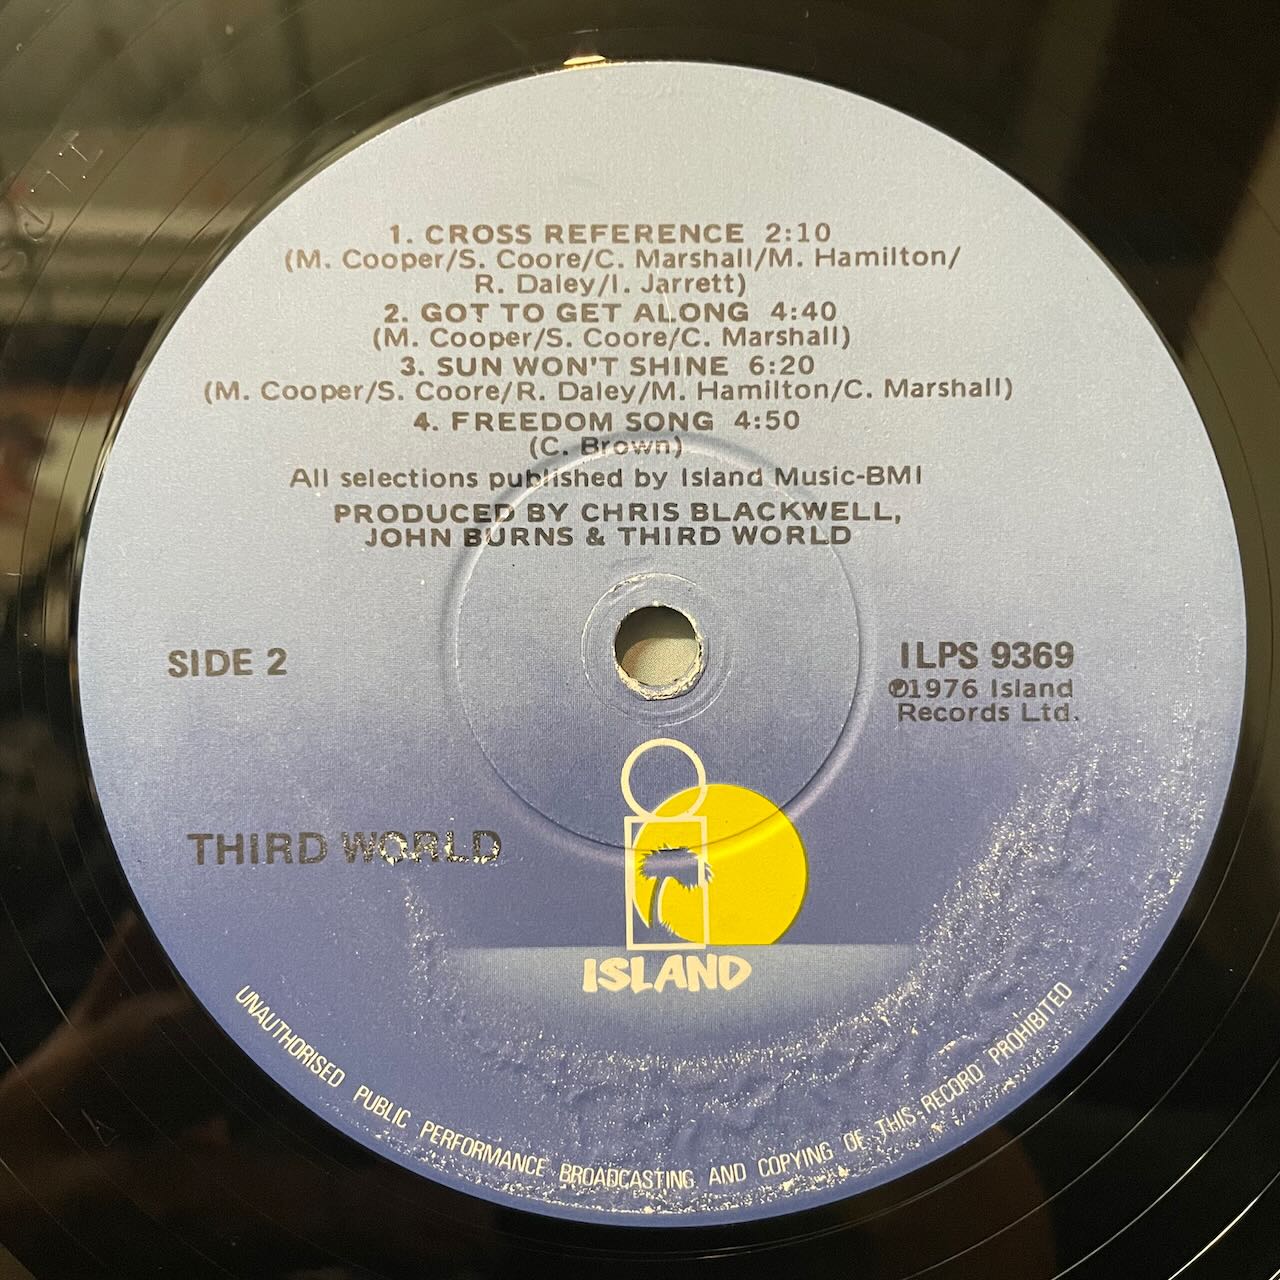 1. CROSS REFERENCE 2:10
(M. Cooper/S. Coore/C. Marshall/M. Hamilton/
R. Daley/I. Jarrett)
2. GOT TO GET ALONG 4:40
(M. Cooper/S. Coore/C. Marshall)
3. SUN WON'T SHINE 6:20
(M. Cooper/S. Coore/R. Daley/M. Hamilton/C. Marshall)
4. FREEDOM SONG 4:50
(C. Brown)
All selections published by Island Music-BMI
PRODUCED BY CHRIS BLACKWELL,
JOHN BURNS & THIRD WORLD
SIDE 2
ILPS 9369
℗1976 Island
Records Ltd.
THIRD WORLD
ISLAND
UNAUTHORISED PUBLIC PERFORMANCE BROADCASTING AND COPYING OF THIS RECORD PROHIBITED